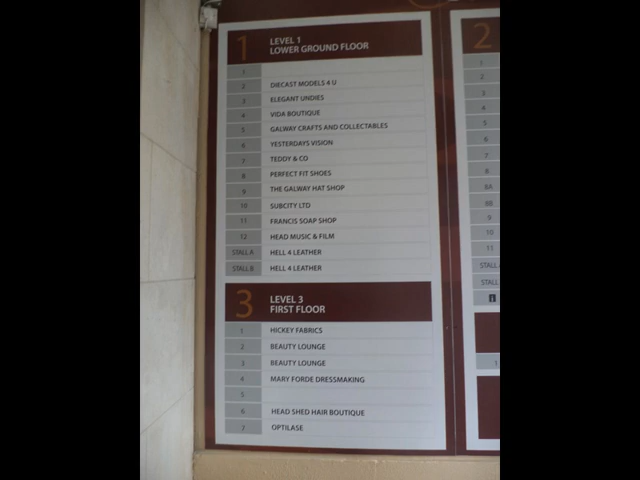 1 LEVEL 1
LOWER GROUND FLOOR
1
2 DIECAST MODELS 4 U
3 ELEGANT UNDIES
4 VIDA BOUTIQUE
5 GALWAY CRAFTS AND COLLECTABLES
6 YESTERDAYS VISION
7 TEDDY & CO
8 PERFECT FIT SHOES
9 THE GALWAY HAT SHOP
10 SUBCITY LTD
11 FRANCIS SOAP SHOP
12 HEAD MUSIC & FILM
STALL A HELL 4 LEATHER
STALL B HELL 4 LEATHER
3 LEVEL 3
FIRST FLOOR
1 HICKEY FABRICS
2 BEAUTY LOUNGE
3 BEAUTY LOUNGE
4 MARY FORDE DRESSMAKING
5
6 HEAD SHED HAIR BOUTIQUE
7 OPTILASE
2
1
2
3
4
5
6
7
8
8A
8B
9
10
11
STALL
STALL
1